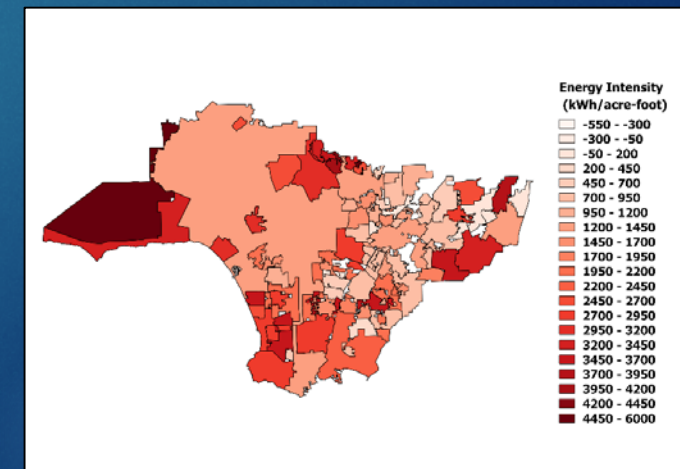 Energy Intensity
(kWh/acre-foot)
-550 - -300
-300 - -50
-50 - 200
200 - 450
450 - 700
700 - 950
950 - 1200
1200 - 1450
1450 - 1700
1700 - 1950
1950 - 2200
2200 - 2450
2450 - 2700
2700 - 2950
2950 - 3200
3200 - 3450
3450 - 3700
3700 - 3950
3950 - 4200
4200 - 4450
4450 - 6000